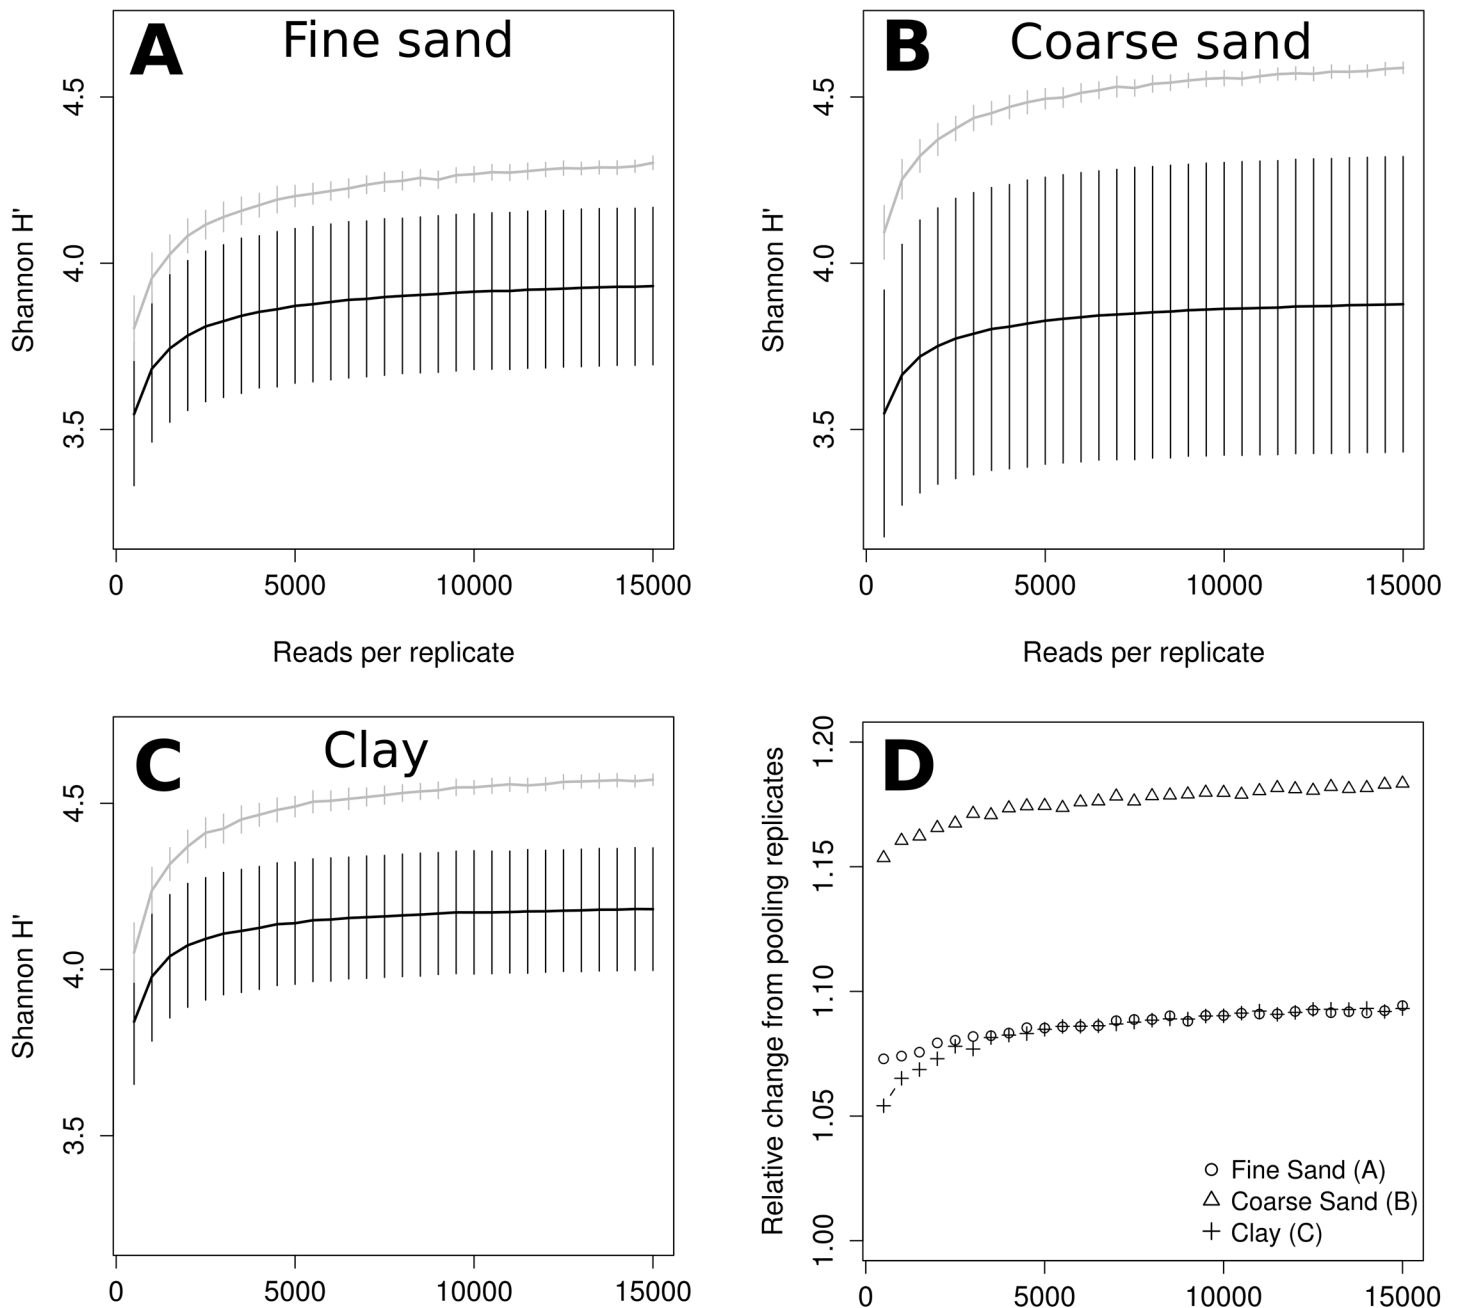 A Fine sand
Shannon H'
4.5
4.0
3.5
0 5000 10000 15000
Reads per replicate
B Coarse sand
Shannon H'
4.5
4.0
3.5
0 5000 10000 15000
Reads per replicate
C Clay
Shannon H'
4.5
4.0
3.5
0 5000 10000 15000
D
Relative change from pooling replicates
1.20
1.15
1.10
1.05
1.00
Fine Sand (A)
Coarse Sand (B)
Clay (C)
0 5000 10000 15000